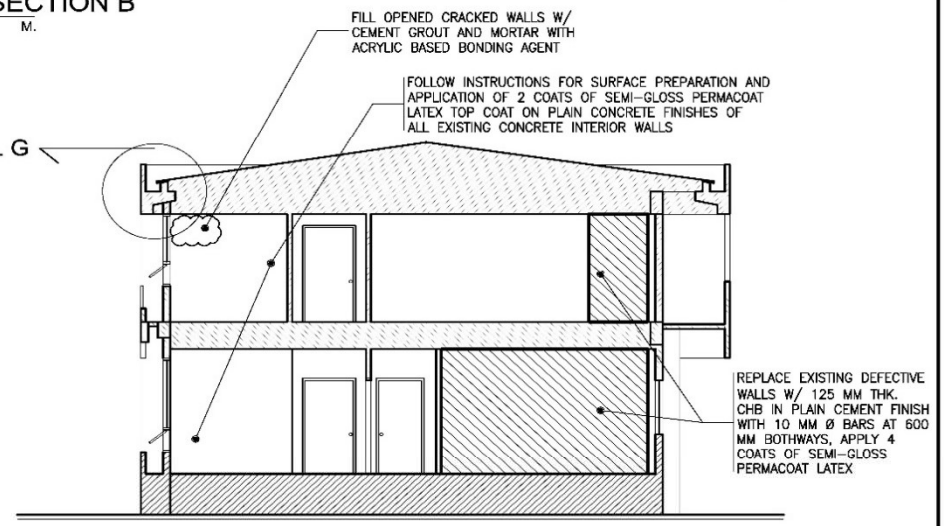 SECTION B
M.
FILL OPENED CRACKED WALLS W/
CEMENT GROUT AND MORTAR WITH
ACRYLIC BASED BONDING AGENT
FOLLOW INSTRUCTIONS FOR SURFACE PREPARATION AND
APPLICATION OF 2 COATS OF SEMI-GLOSS PERMACOAT
LATEX TOP COAT ON PLAIN CONCRETE FINISHES OF
ALL EXISTING CONCRETE INTERIOR WALLS
G
REPLACE EXISTING DEFECTIVE
WALLS W/ 125 MM THK.
CHB IN PLAIN CEMENT FINISH
WITH 10 MM Ø BARS AT 600
MM BOTHWAYS, APPLY 4
COATS OF SEMI-GLOSS
PERMACOAT LATEX